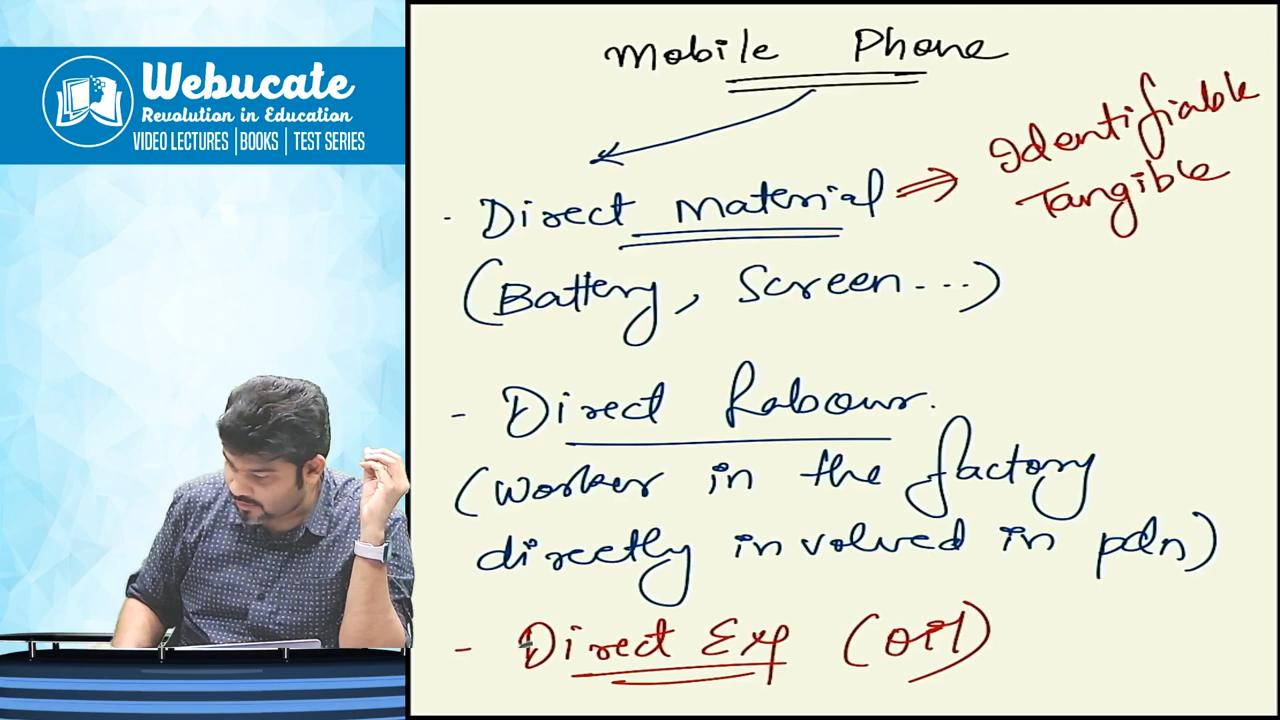 Webucate
Revolution in Education
VIDEO LECTURES | BOOKS | TEST SERIES
Mobile Phone
- Direct Material ⇒ Identifiable
Tangible
(Battery, Screen...)
- Direct Labour.
(Worker in the factory
directly involved in pdn)
- Direct Exp (oil)